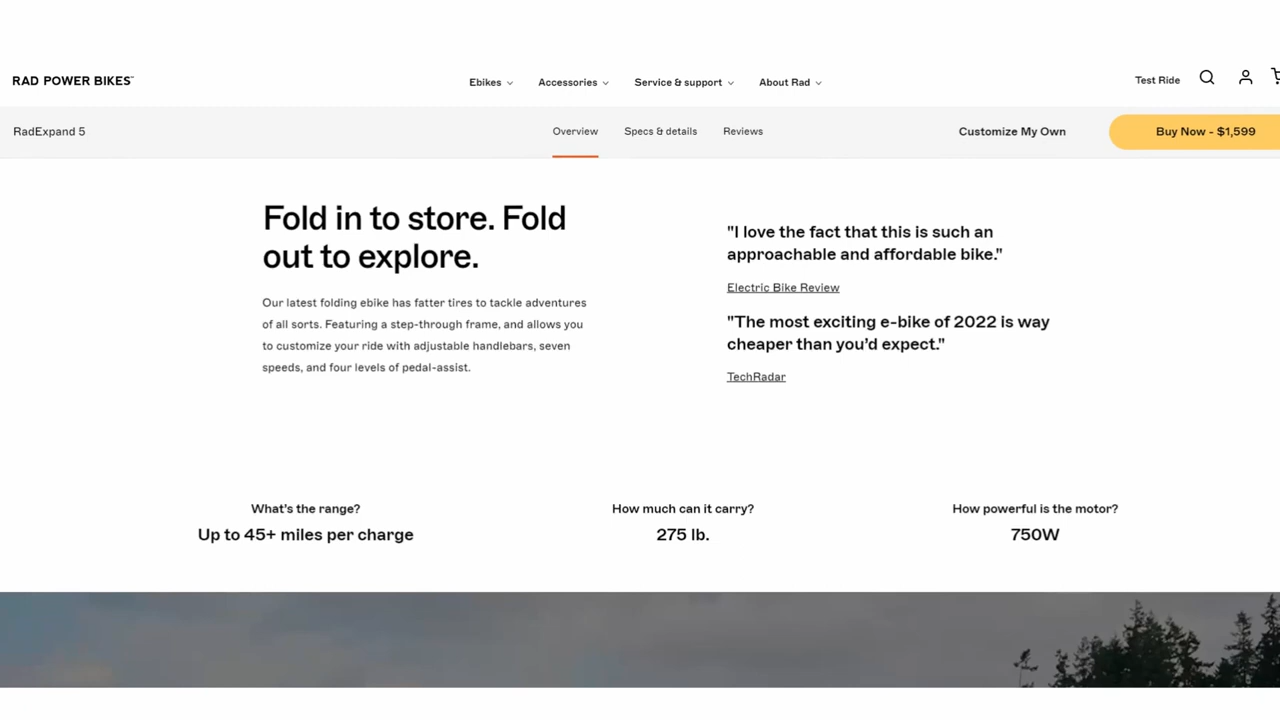 RAD POWER BIKES
Ebikes
Accessories
Service & support
About Rad
Test Ride
RadExpand 5
Overview
Specs & details
Reviews
Customize My Own
Buy Now - $1,599
Fold in to store. Fold
out to explore.
Our latest folding ebike has fatter tires to tackle adventures
of all sorts. Featuring a step-through frame, and allows you
to customize your ride with adjustable handlebars, seven
speeds, and four levels of pedal-assist.
"I love the fact that this is such an
approachable and affordable bike."
Electric Bike Review
"The most exciting e-bike of 2022 is way
cheaper than you’d expect."
TechRadar
What's the range?
Up to 45+ miles per charge
How much can it carry?
275 lb.
How powerful is the motor?
750W